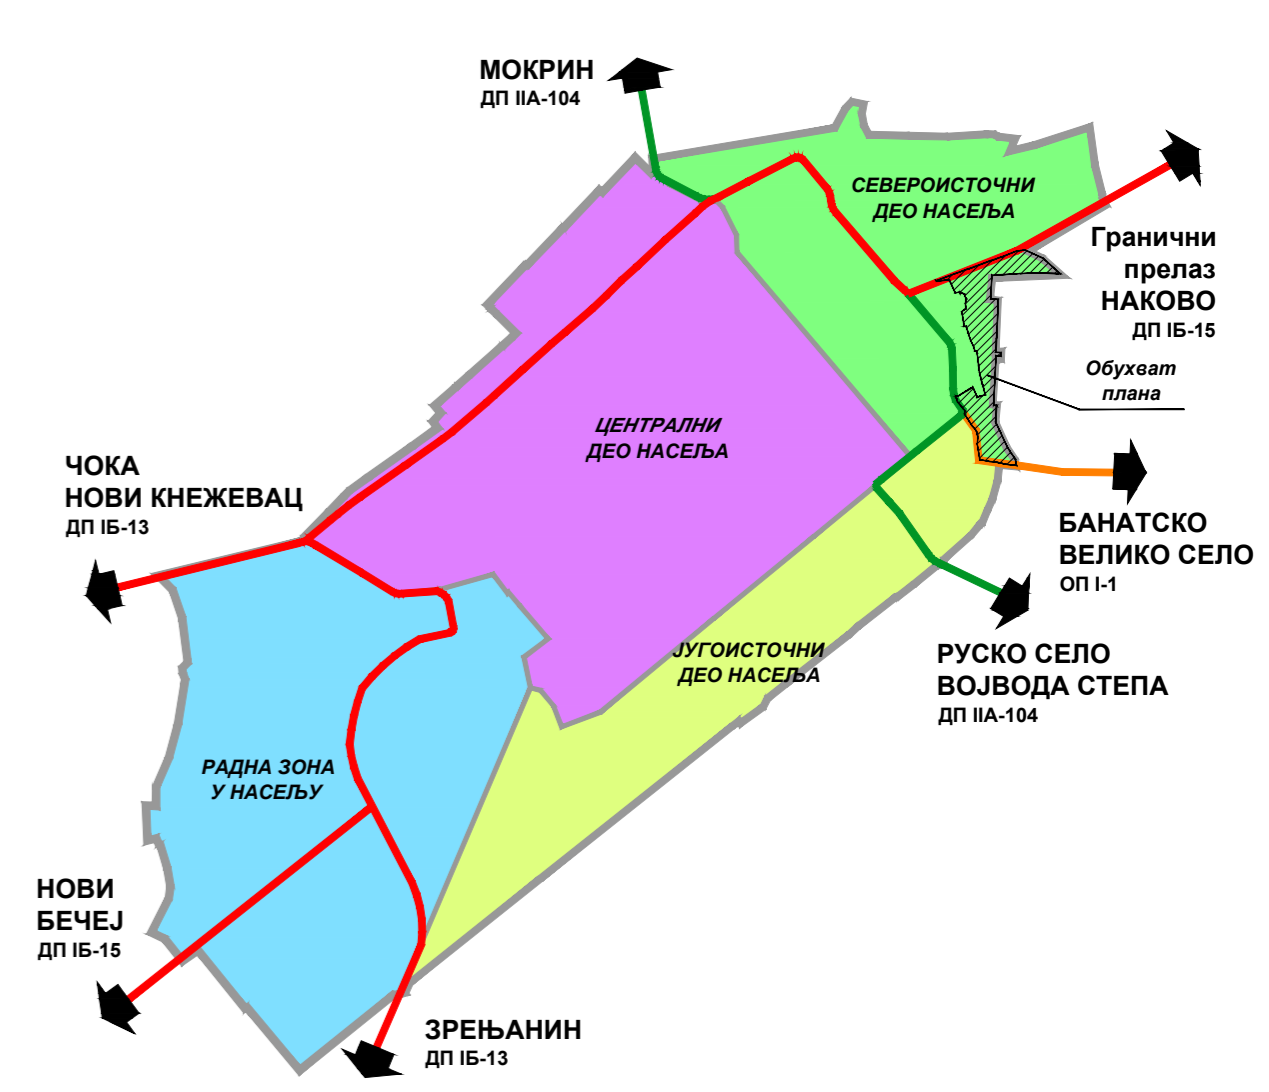 МОКРИН
ДП IIА-104
СЕВЕРОИСТОЧНИ
ДЕО НАСЕЉА
Гранични
прелаз
НАКОВО
ДП IБ-15
Обухват
плана
ЦЕНТРАЛНИ
ДЕО НАСЕЉА
ЧОКА
НОВИ КНЕЖЕВАЦ
ДП IБ-13
БАНАТСКО
ВЕЛИКО СЕЛО
ОП I-1
ЈУГОИСТОЧНИ
ДЕО НАСЕЉА
РУСКО СЕЛО
ВОЈВОДА СТЕПА
ДП IIА-104
РАДНА ЗОНА
У НАСЕЉУ
НОВИ
БЕЧЕЈ
ДП IБ-15
ЗРЕЊАНИН
ДП IБ-13